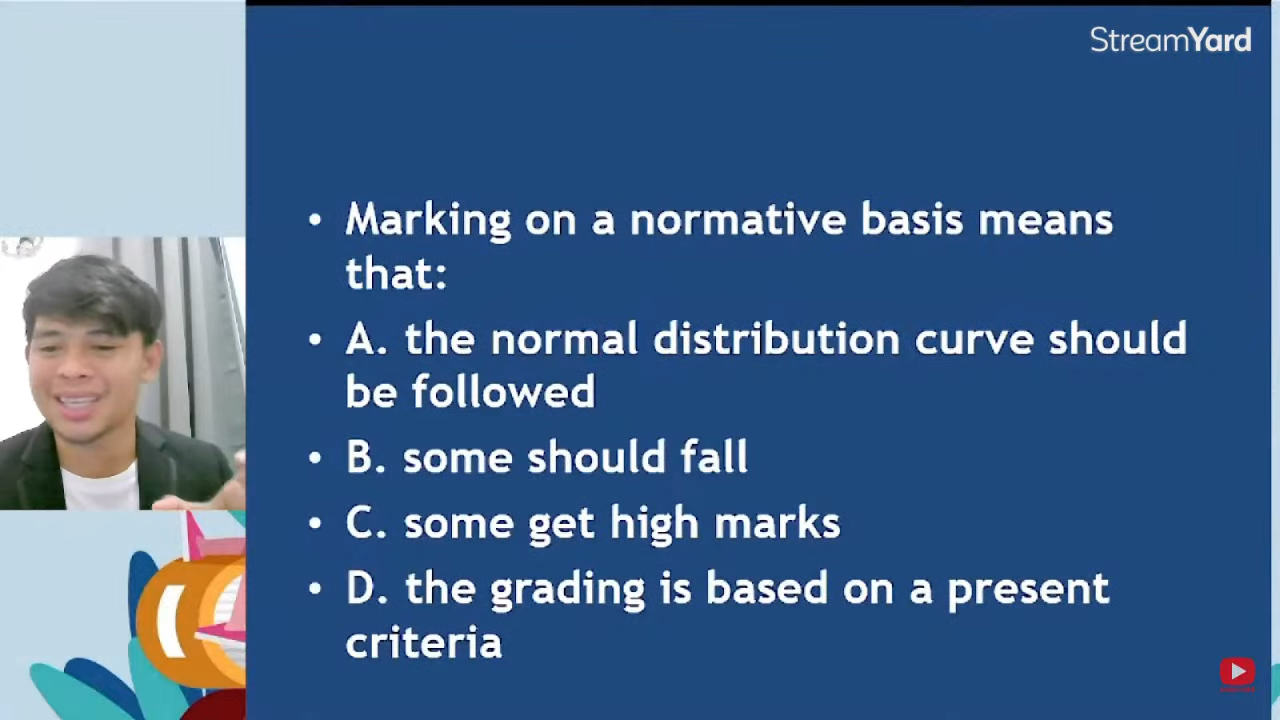 StreamYard
• Marking on a normative basis means
that:
• A. the normal distribution curve should
be followed
• B. some should fall
• C. some get high marks
• D. the grading is based on a present
criteria